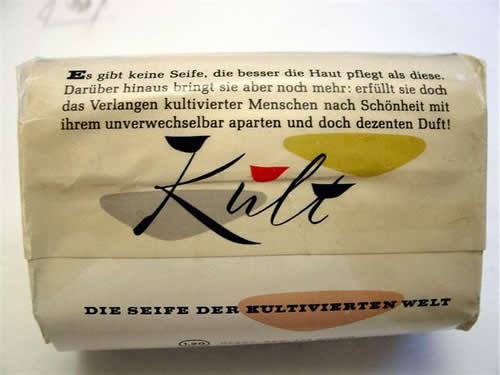 Es gibt keine Seife, die besser die Haut pflegt als diese.
Darüber hinaus bringt sie aber noch mehr: erfüllt sie doch
das Verlangen kultivierter Menschen nach Schönheit mit
ihrem unverwechselbar aparten und doch dezenten Duft!
Kult
DIE SEIFE DER KULTIVIERTEN WELT
1,20